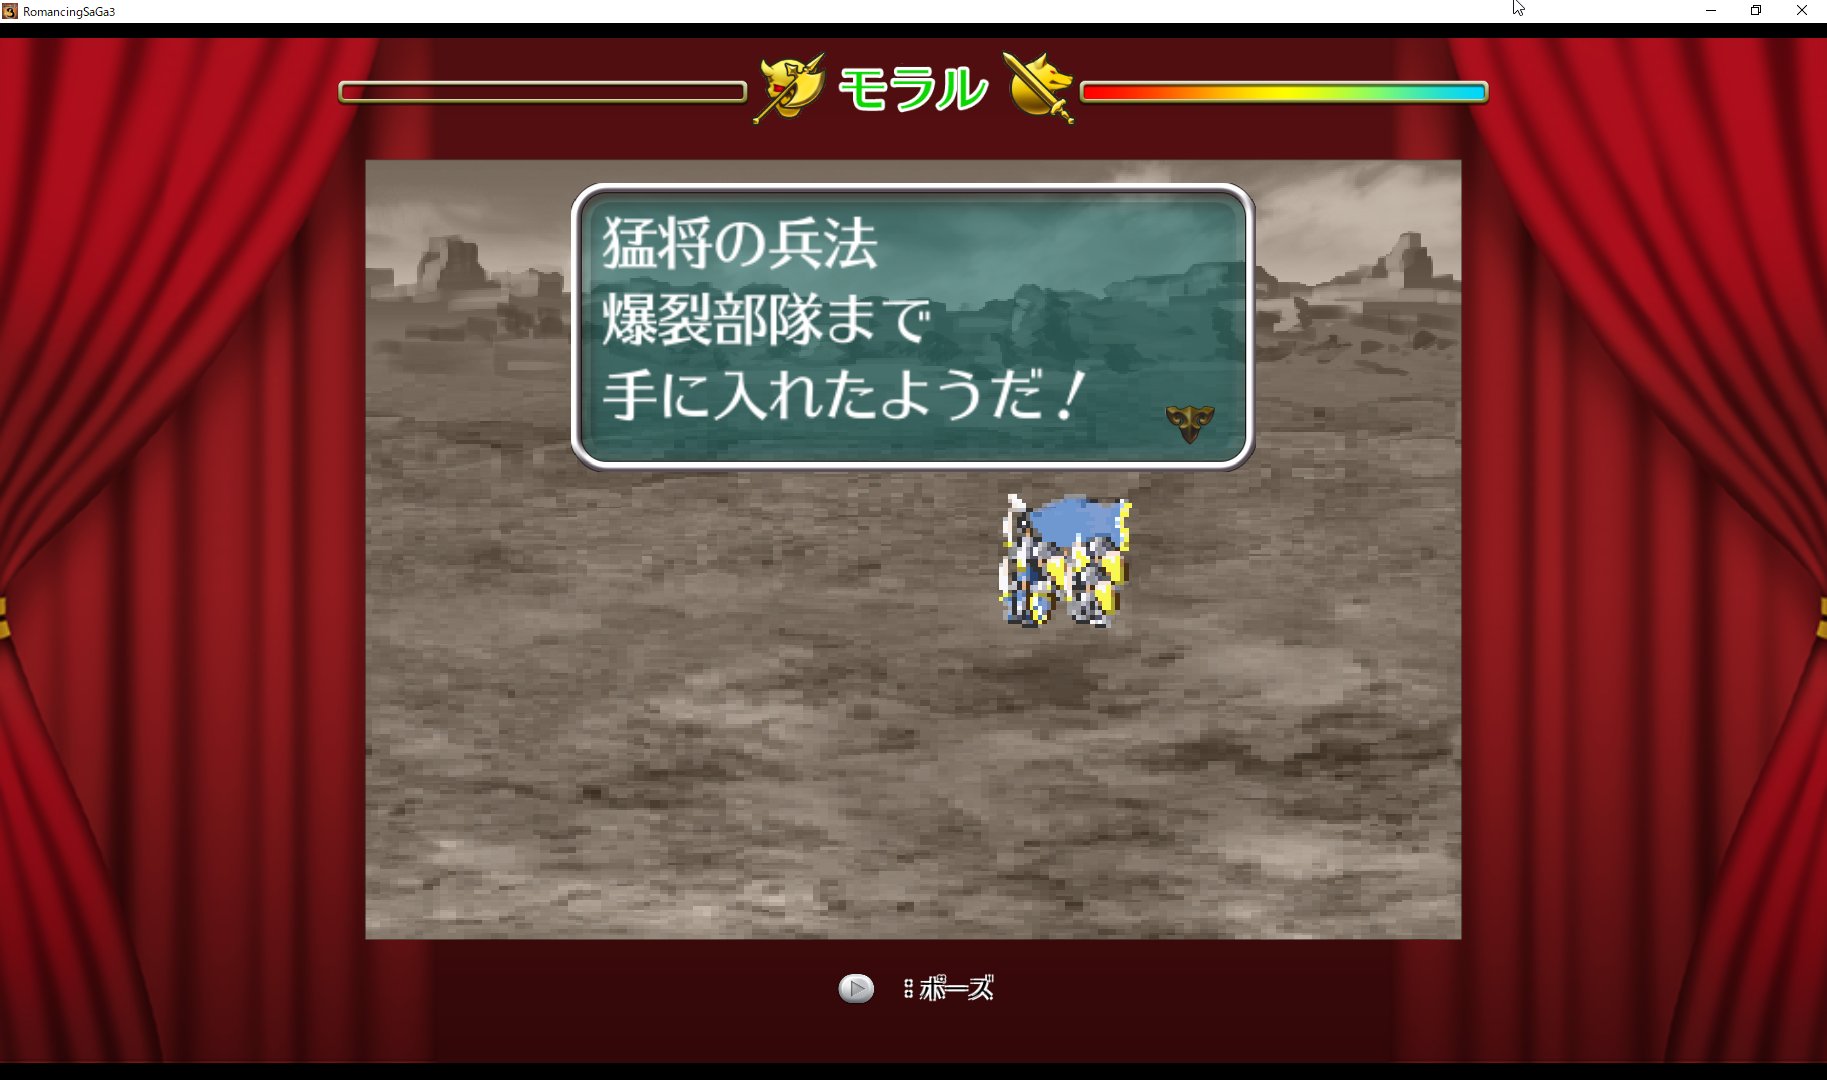 RomancingSaGa3
モラル
猛将の兵法
爆裂部隊まで
手に入れたようだ！
：ポーズ